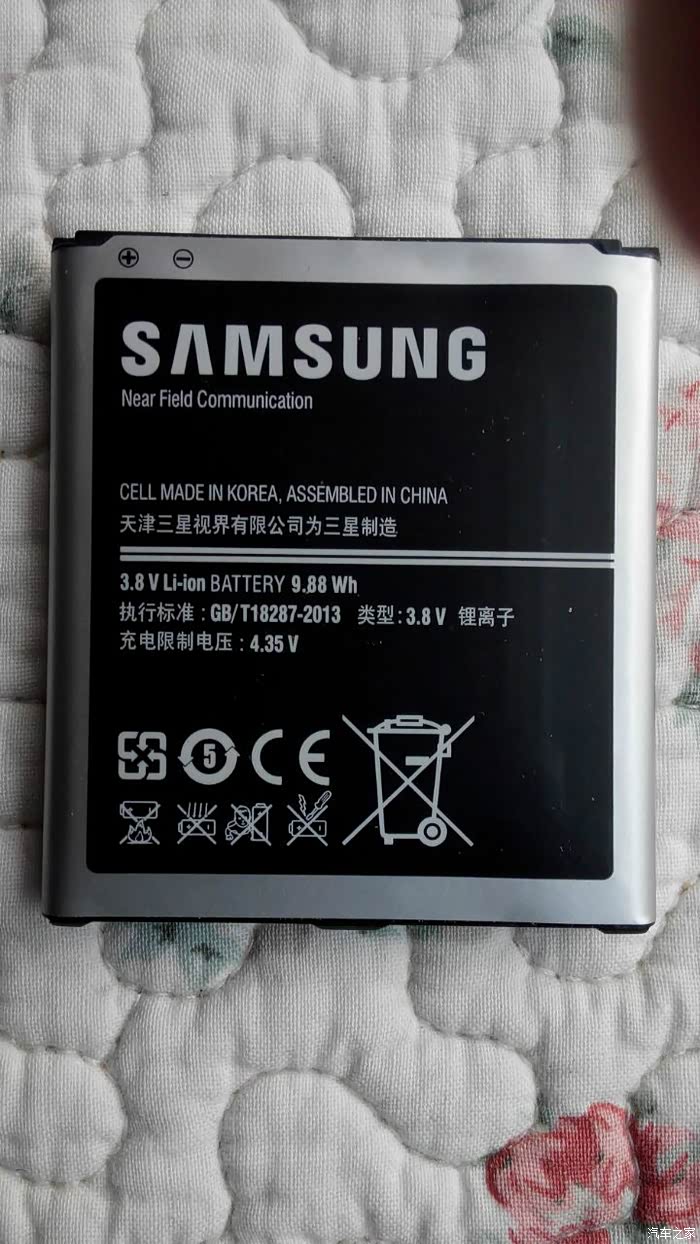 SAMSUNG
Near Field Communication
CELL MADE IN KOREA, ASSEMBLED IN CHINA
天津三星视界有限公司为三星制造
3.8 V Li-ion BATTERY 9.88 Wh
执行标准：GB/T18287-2013 类型：3.8 V 锂离子
充电限制电压：4.35 V
5 CE
汽车之家